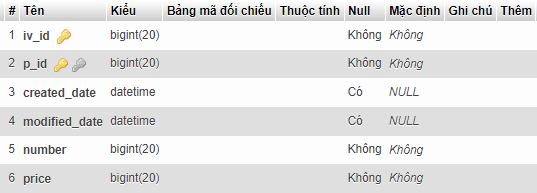 # Tên Kiểu Bảng mã đối chiếu Thuộc tính Null Mặc định Ghi chú Thêm
1 iv_id bigint(20) Không Không
2 p_id bigint(20) Không Không
3 created_date datetime Có NULL
4 modified_date datetime Có NULL
5 number bigint(20) Không Không
6 price bigint(20) Không Không